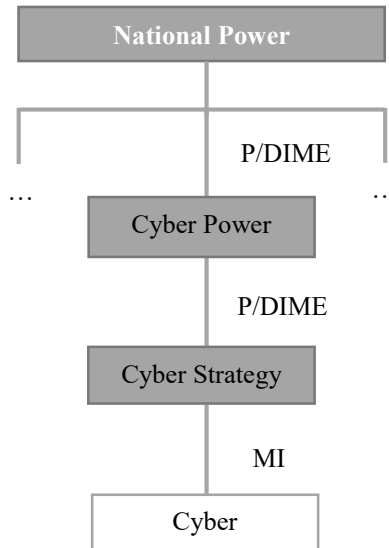 National Power
P/DIME
…
…
Cyber Power
P/DIME
Cyber Strategy
MI
Cyber